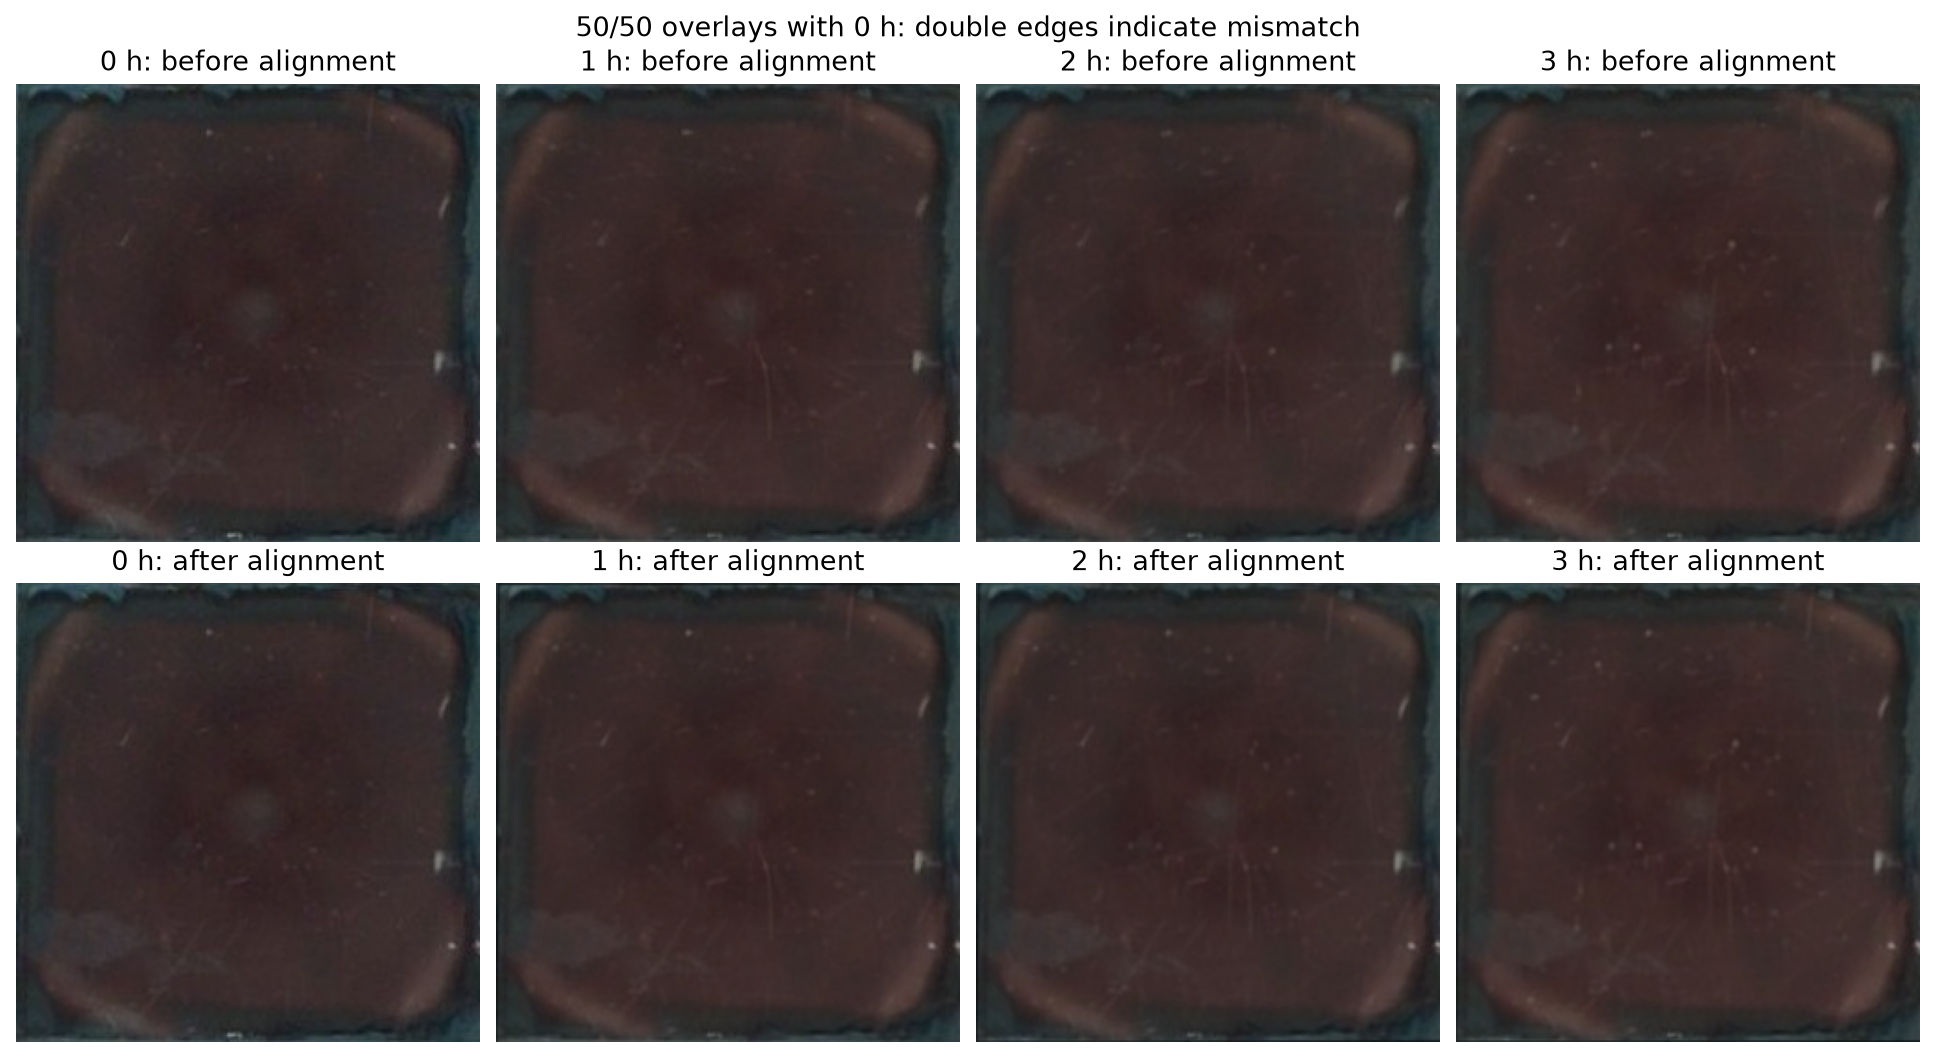 50/50 overlays with 0 h: double edges indicate mismatch
0 h: before alignment
1 h: before alignment
2 h: before alignment
3 h: before alignment
0 h: after alignment
1 h: after alignment
2 h: after alignment
3 h: after alignment